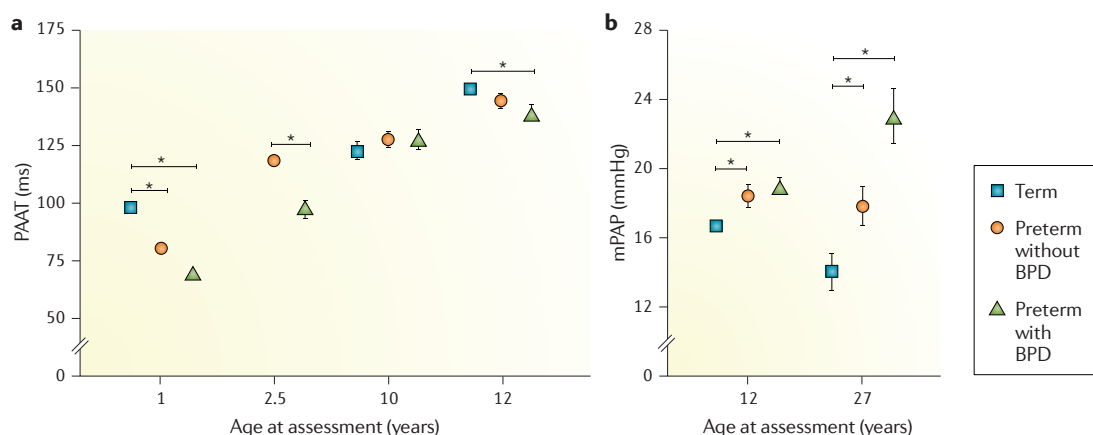 a
175
150
125
100
75
50
0
PAAT (ms)
*
*
*
*
1
2.5
10
12
Age at assessment (years)
b
28
24
20
16
12
0
mPAP (mmHg)
*
*
*
*
12
27
Age at assessment (years)
Term
Preterm
without
BPD
Preterm
with
BPD